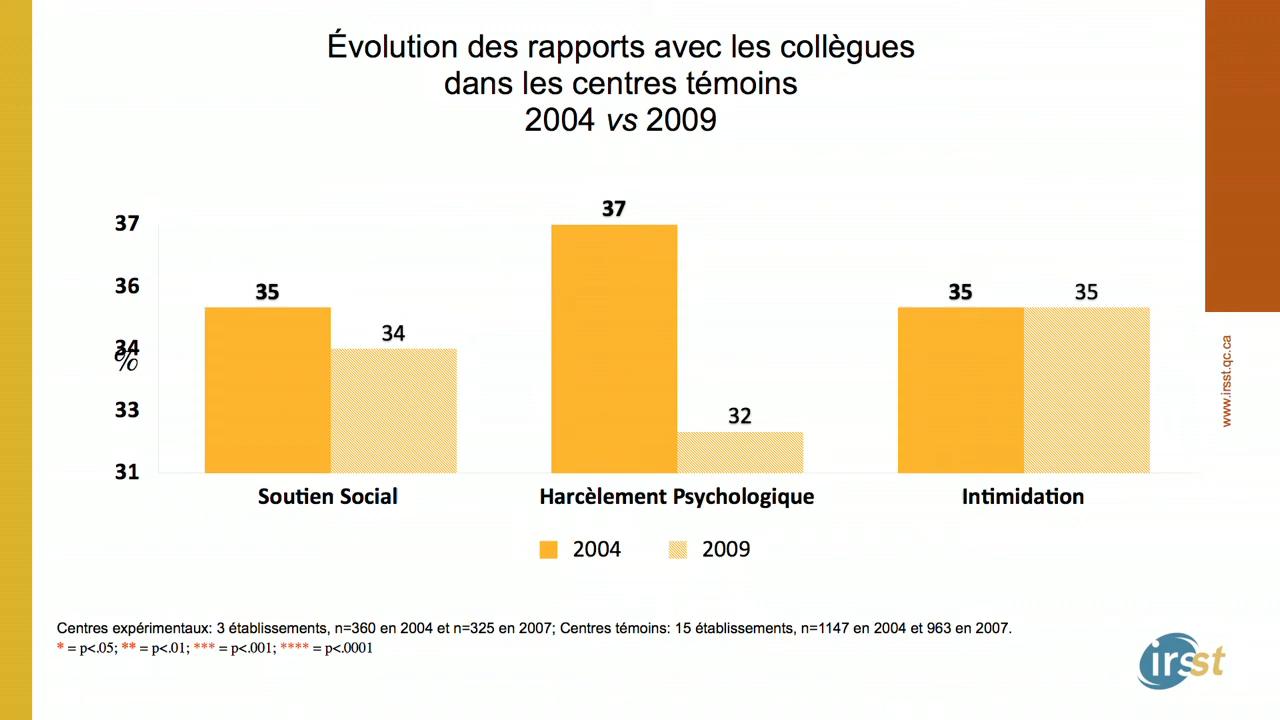 Évolution des rapports avec les collègues
dans les centres témoins
2004 vs 2009
37
36
34
%
33
31
35
34
37
32
35
35
Soutien Social
Harcèlement Psychologique
Intimidation
2004
2009
Centres expérimentaux: 3 établissements, n=360 en 2004 et n=325 en 2007; Centres témoins: 15 établissements, n=1147 en 2004 et 963 en 2007.
* = p<.05; ** = p<.01; *** = p<.001; **** = p<.0001
www.irsst.qc.ca
irsst